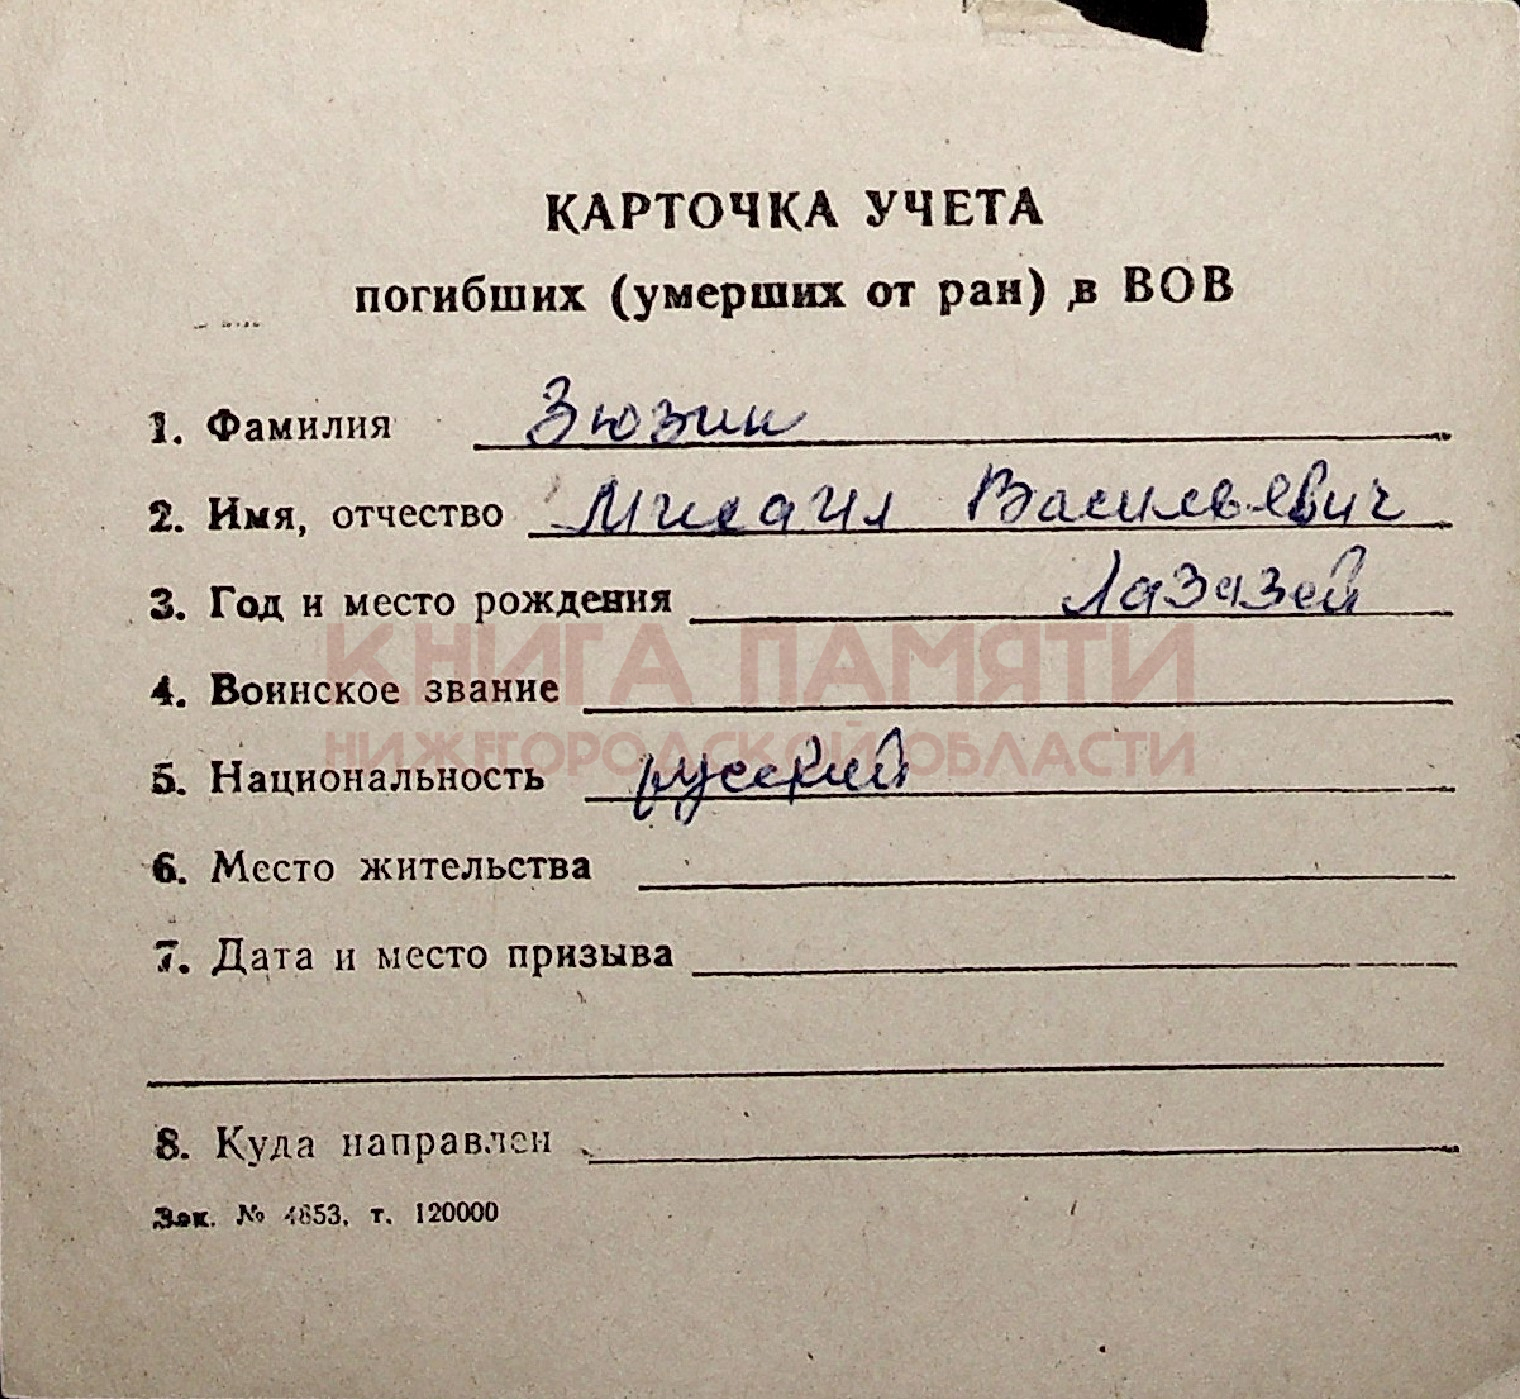 КАРТОЧКА УЧЕТА
погибших (умерших от ран) в ВОВ
1. Фамилия Зюзин
2. Имя, отчество Михаил Васильевич
3. Год и место рождения Лазазей
КНИГА ПАМЯТИ
4. Воинское звание
НИЖЕГОРОДСКОЙ ОБЛАСТИ
5. Национальность русский
6. Место жительства
7. Дата и место призыва
8. Куда направлен
Зак. № 4653. т. 120000